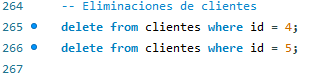 264 -- Eliminaciones de clientes
265 delete from clientes where id = 4;
266 delete from clientes where id = 5;
267